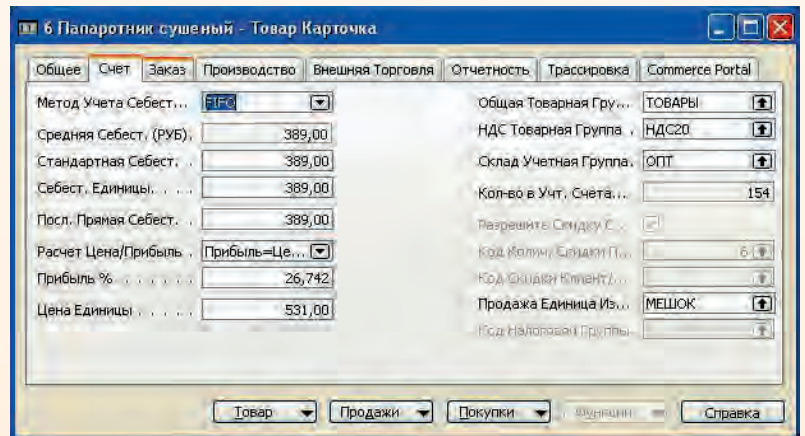 6 Папаротник сушеный - Товар Карточка
Общее Счет Заказ Производство Внешняя Торговля Отчетность Трассировка Commerce Portal
Метод Учета Себест... FIFO
Средняя Себест. (РУБ). 389,00
Стандартная Себест. . 389,00
Себест. Единицы. . . . 389,00
Посл. Прямая Себест. . 389,00
Расчет Цена/Прибыль . Прибыль=Це...
Прибыль % . . . . . . 26,742
Цена Единицы . . . . . 531,00
Общая Товарная Гру... ТОВАРЫ
НДС Товарная Группа . НДС20
Склад Учетная Группа. ОПТ
Кол-во в Учт. Счета... 154
Разрешить Скидку С...
Код Колич. Скидки П... 6
Код Скидки Клиент/...
Продажа Единица Из... МЕШОК
Код Налоговой Группы
Товар Продажи Покупки Функции Справка